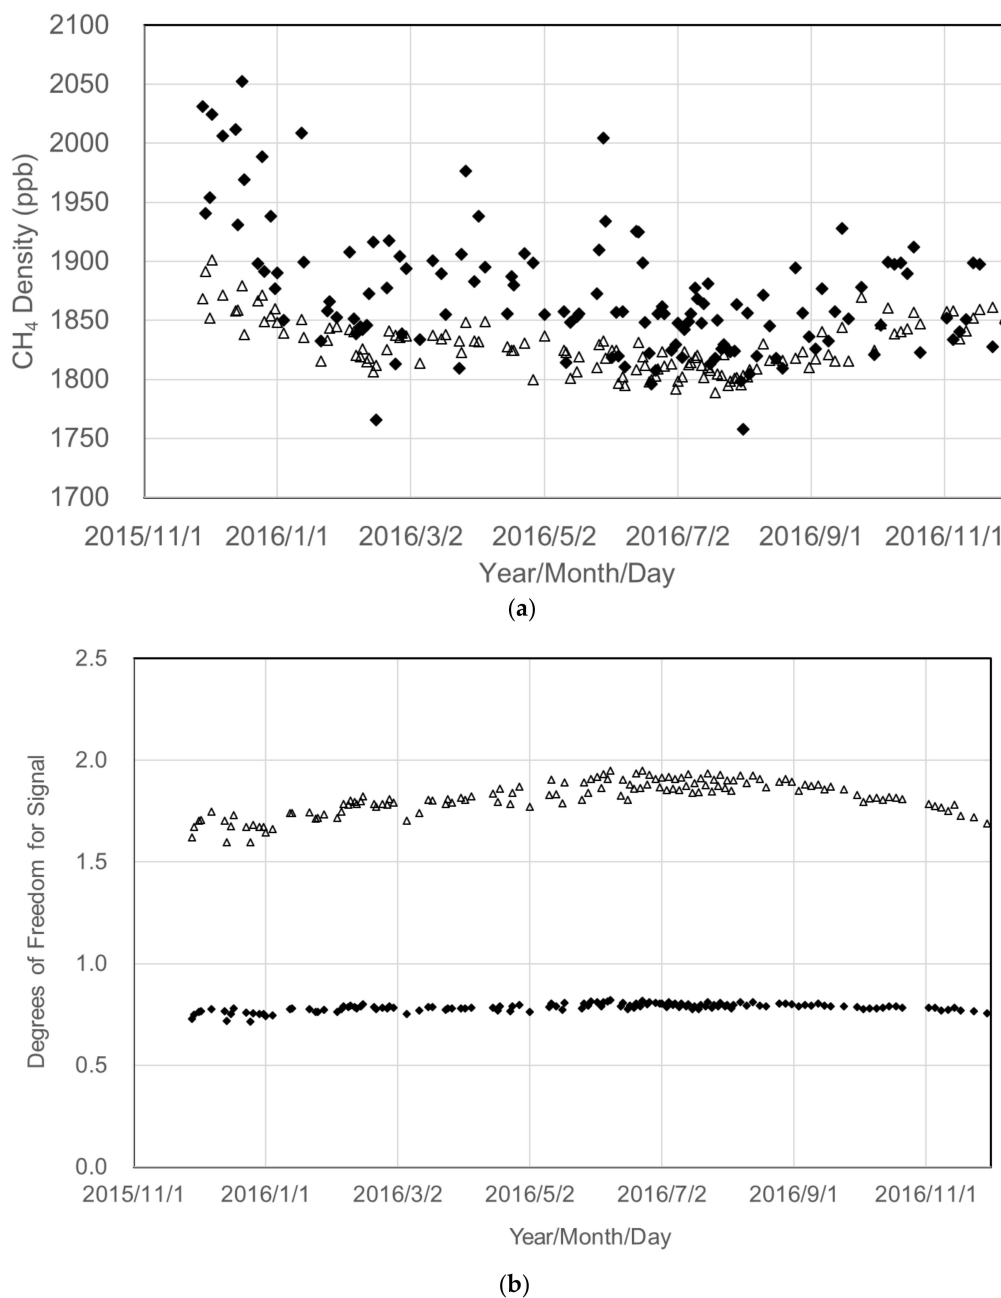 2100
2050
2000
1950
1900
1850
1800
1750
1700
CH₄ Density (ppb)
2015/11/1 2016/1/1 2016/3/2 2016/5/2 2016/7/2 2016/9/1 2016/11/1
Year/Month/Day
(a)
2.5
2.0
1.5
1.0
0.5
0.0
Degrees of Freedom for Signal
2015/11/1 2016/1/1 2016/3/2 2016/5/2 2016/7/2 2016/9/1 2016/11/1
Year/Month/Day
(b)